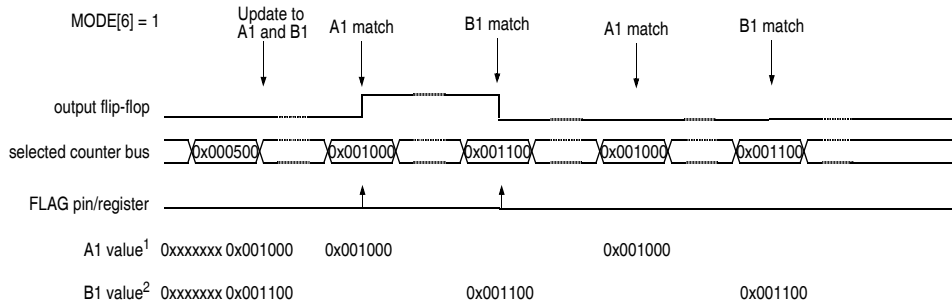 MODE[6] = 1
Update to
A1 and B1
A1 match
B1 match
A1 match
B1 match
output flip-flop
selected counter bus 0x000500 0x001000 0x001100 0x001000 0x001100
FLAG pin/register
A1 value1 0xxxxxxx 0x001000 0x001000 0x001000
B1 value2 0xxxxxxx 0x001100 0x001100 0x001100